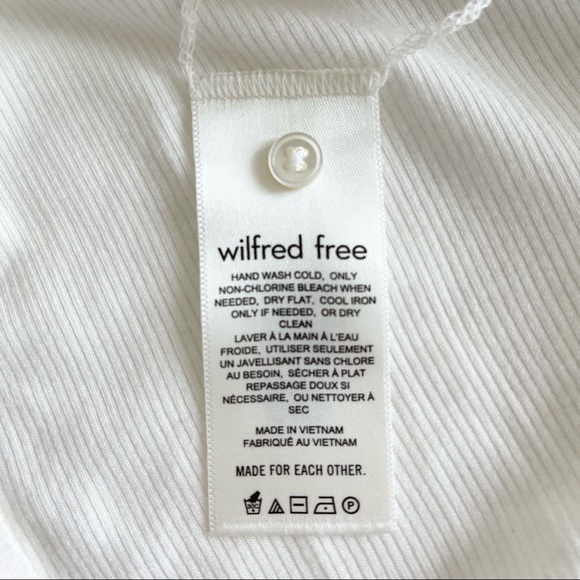 wilfred free
HAND WASH COLD, ONLY
NON-CHLORINE BLEACH WHEN
NEEDED, DRY FLAT, COOL IRON
ONLY IF NEEDED, OR DRY
CLEAN
LAVER À LA MAIN À L'EAU
FROIDE, UTILISER SEULEMENT
UN JAVELLISANT SANS CHLORE
AU BESOIN, SÉCHER À PLAT
REPASSAGE DOUX SI
NÉCESSAIRE, OU NETTOYER À
SEC
MADE IN VIETNAM
FABRIQUÉ AU VIETNAM
MADE FOR EACH OTHER.
30C P